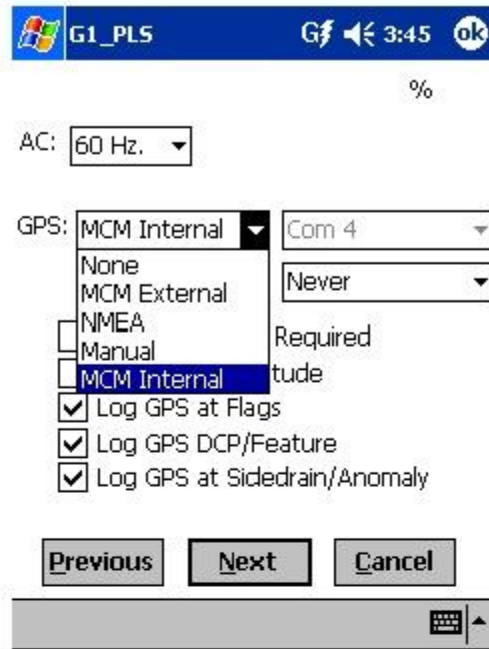 G1_PLS 3:45 ok
%
AC: 60 Hz.
GPS: MCM Internal Com 4
None
MCM External Never
NMEA
Manual Required
MCM Internal tude
Log GPS at Flags
Log GPS DCP/Feature
Log GPS at Sidedrain/Anomaly
Previous Next Cancel